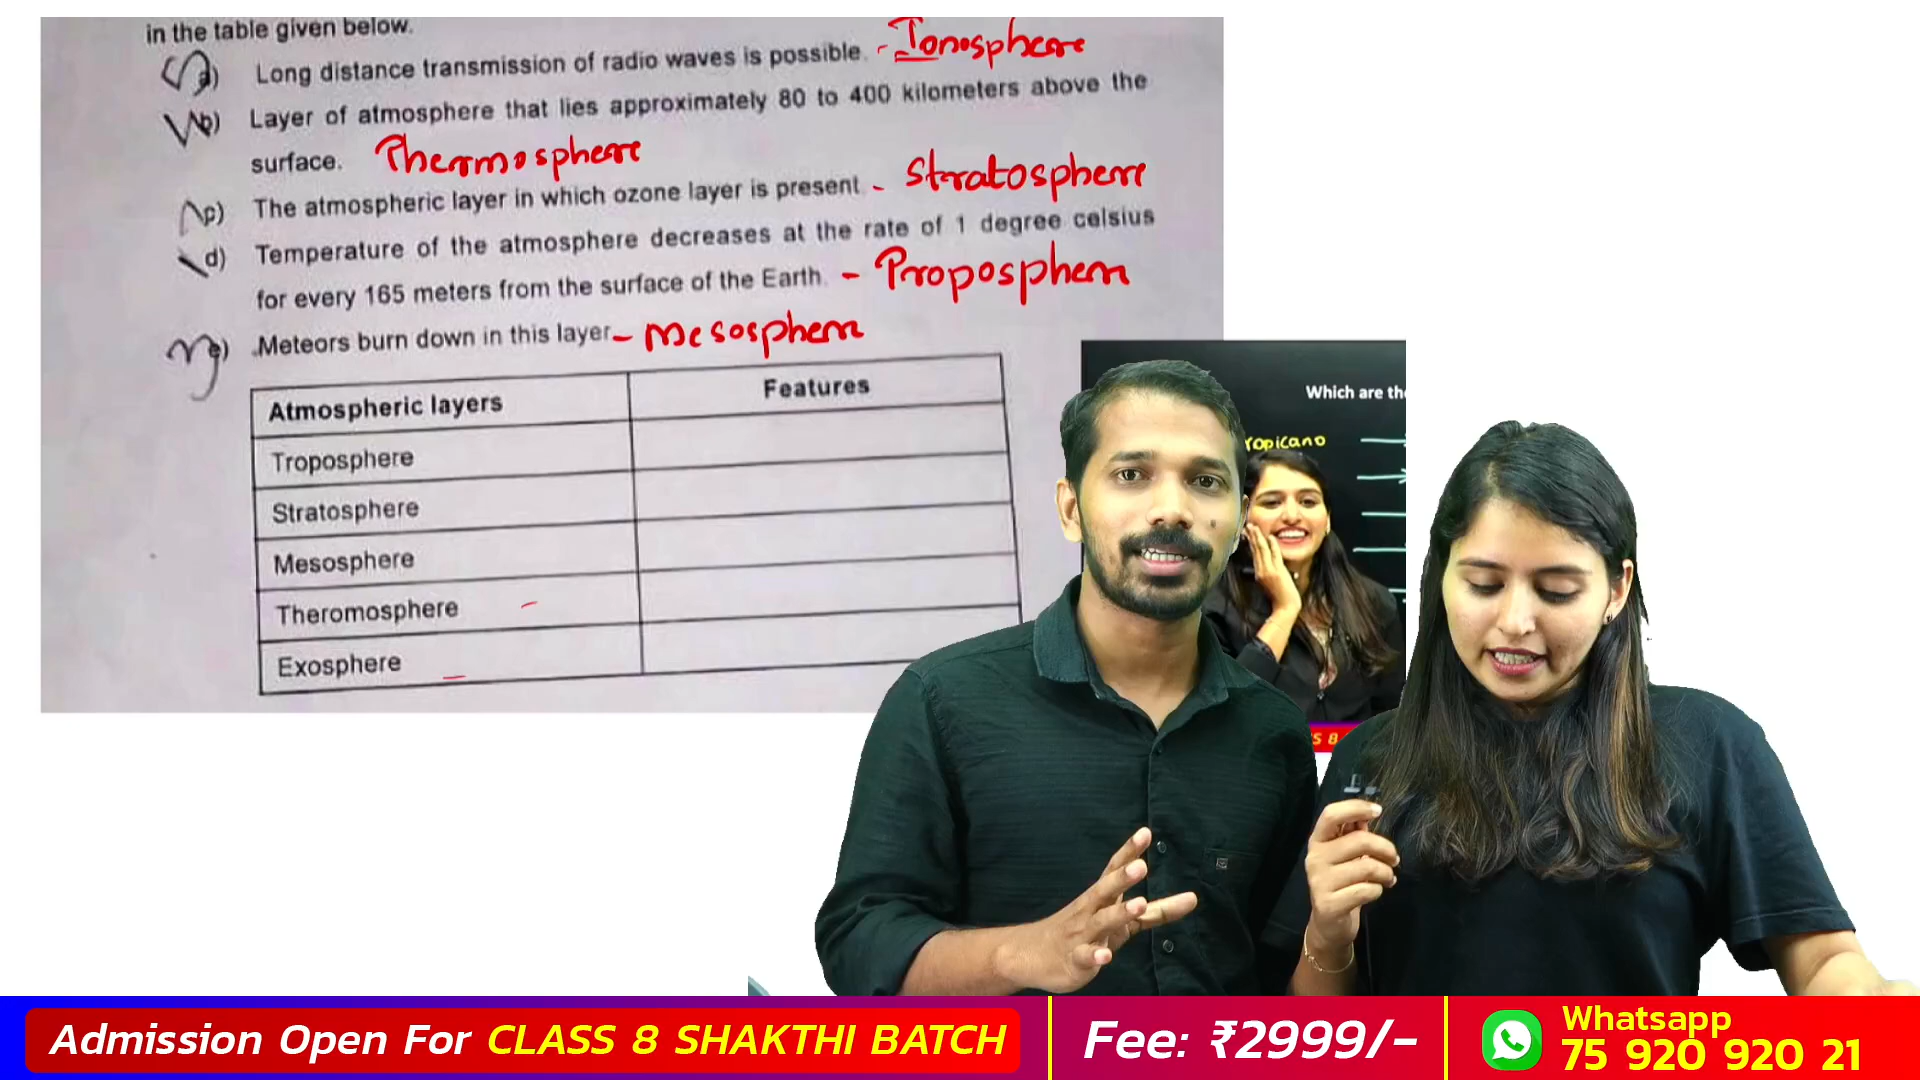 in the table given below.
a) Long distance transmission of radio waves is possible. - Ionosphere
b) Layer of atmosphere that lies approximately 80 to 400 kilometers above the
surface. Thermosphere
c) The atmospheric layer in which ozone layer is present - Stratosphere
d) Temperature of the atmosphere decreases at the rate of 1 degree celsius
for every 165 meters from the surface of the Earth. - Troposphere
e) Meteors burn down in this layer - Mesosphere
Atmospheric layers Features
Troposphere
Stratosphere
Mesosphere
Theromosphere
Exosphere
Which are the
ropicano
S 8
Admission Open For CLASS 8 SHAKTHI BATCH
Fee: ₹2999/-
Whatsapp
75 920 920 21